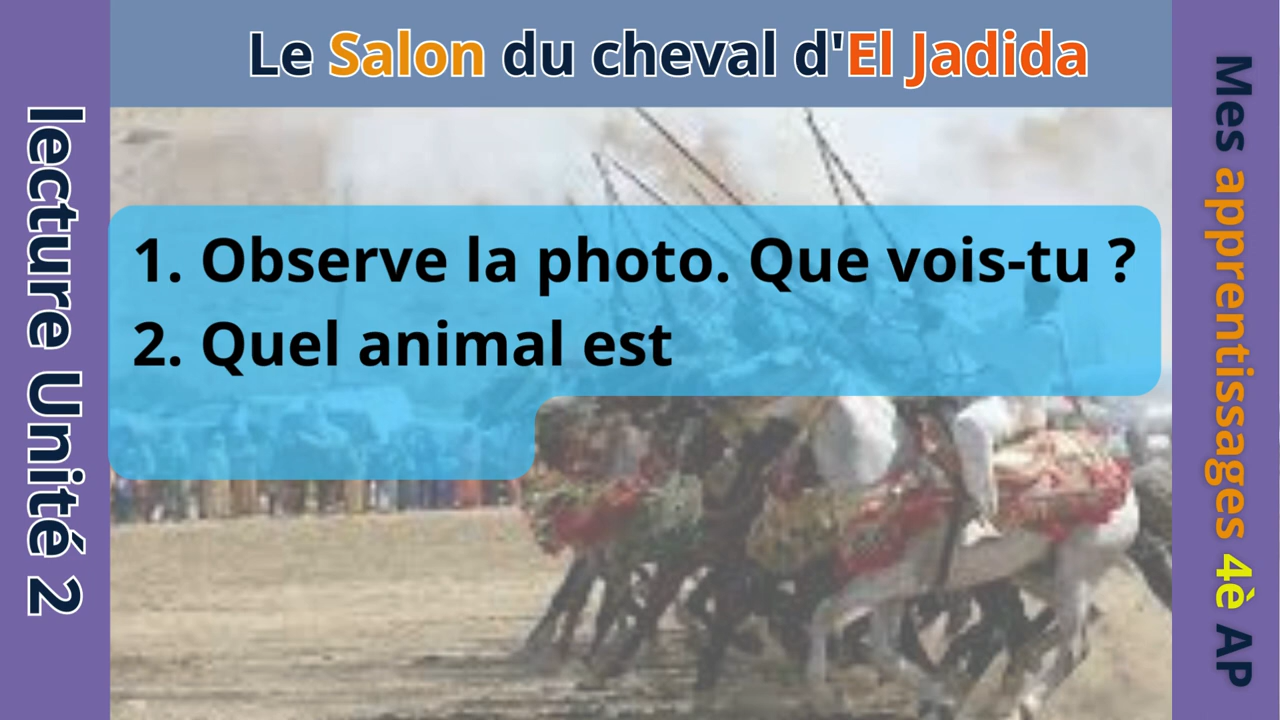 Le Salon du cheval d'El Jadida
lecture Unité 2
1. Observe la photo. Que vois-tu ?
2. Quel animal est
Mes apprentissages 4è AP